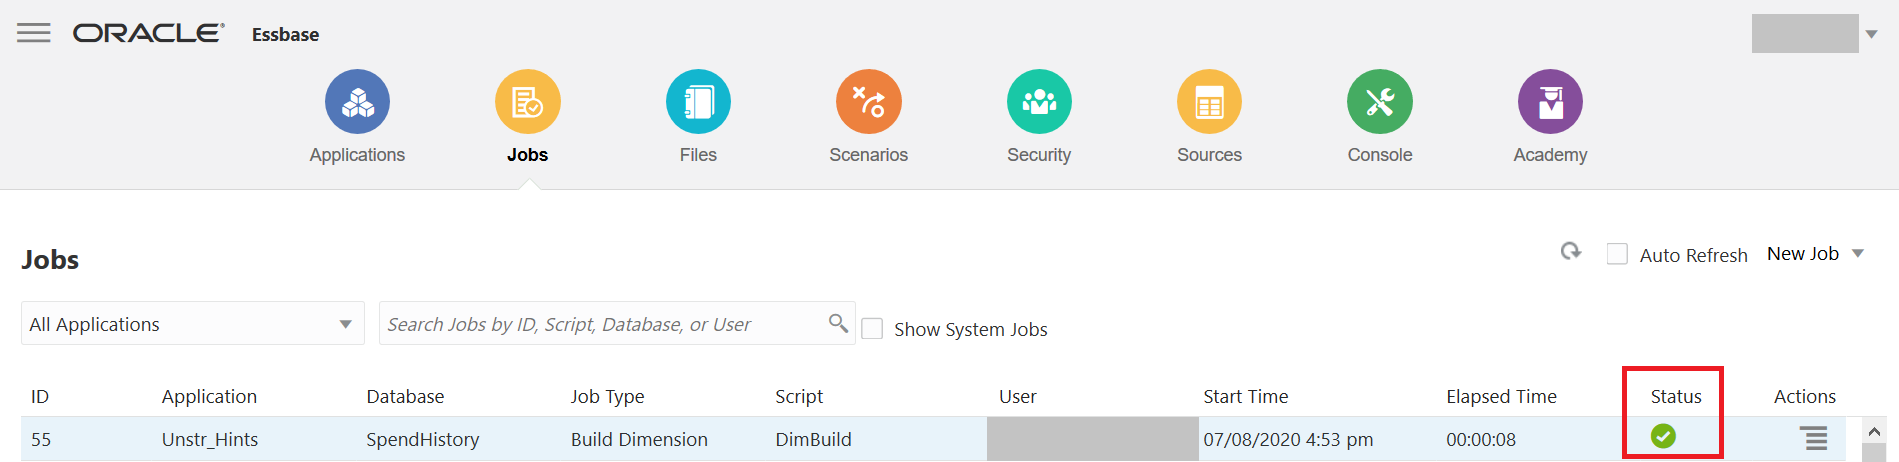 ORACLE® Essbase
Applications Jobs Files Scenarios Security Sources Console Academy
Jobs
Auto Refresh New Job
All Applications Search Jobs by ID, Script, Database, or User Show System Jobs
ID Application Database Job Type Script User Start Time Elapsed Time Status Actions
55 Unstr_Hints SpendHistory Build Dimension DimBuild 07/08/2020 4:53 pm 00:00:08